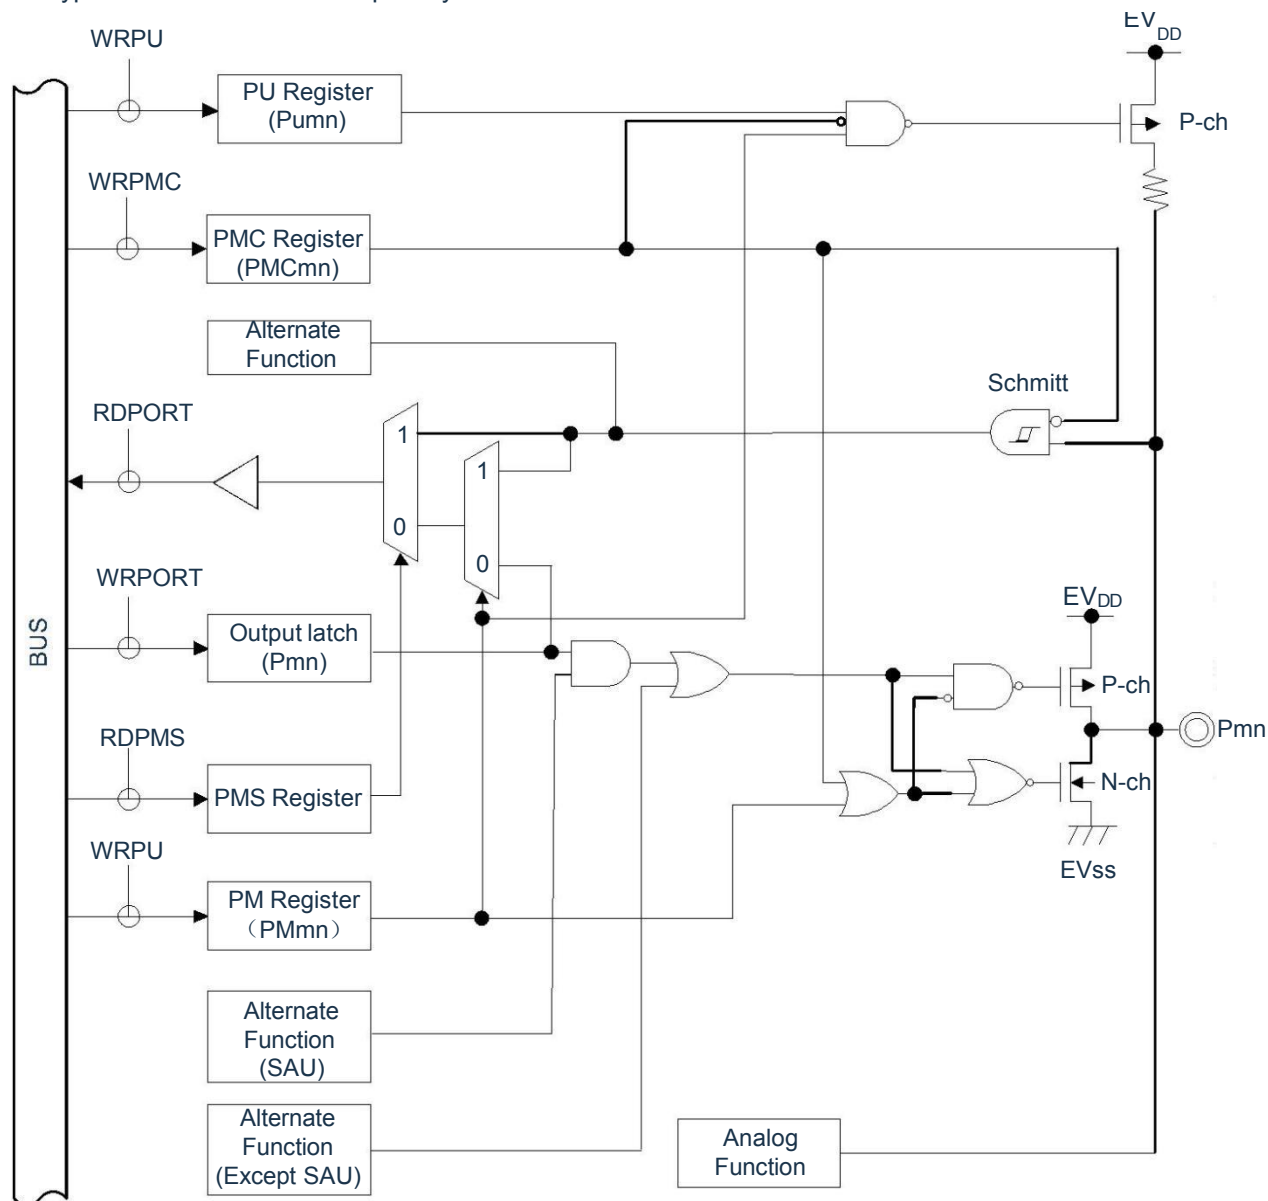 WRPU
EV
DD
PU Register
(Pumn)
P-ch
WRPMC
PMC Register
(PMCmn)
Alternate
Function
Schmitt
RDPORT
1
1
0
0
WRPORT
EVDD
BUS
Output latch
(Pmn)
P-ch
RDPMS
Pmn
PMS Register
N-ch
WRPU
EVss
PM Register
（PMmn）
Alternate
Function
(SAU)
Alternate
Function
(Except SAU)
Analog
Function